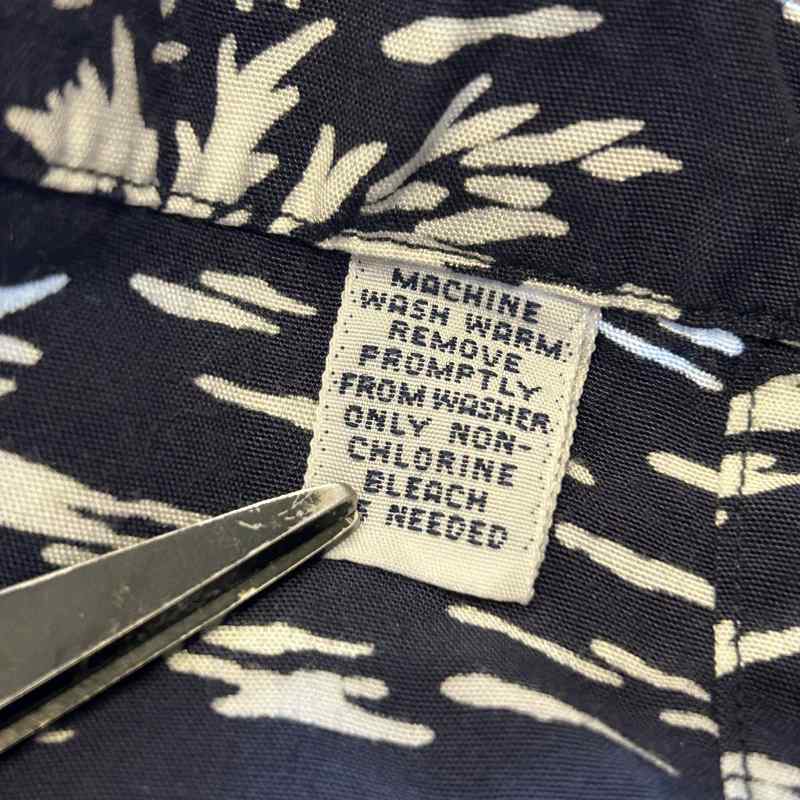 MACHINE
WASH WARM
REMOVE
PROMPTLY
FROM WASHER
ONLY NON-
CHLORINE
BLEACH
NEEDED